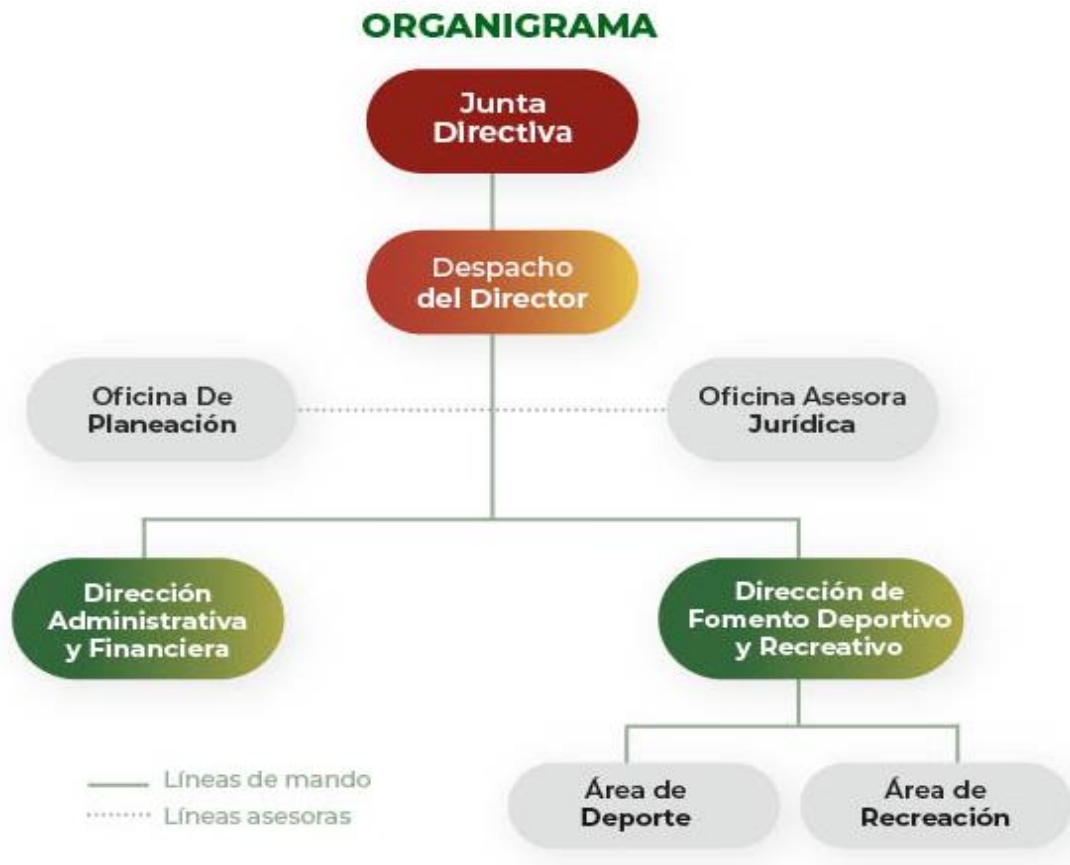 ORGANIGRAMA
Junta
Directiva
Despacho
del Director
Oficina De
Planeación
Oficina Asesora
Jurídica
Dirección
Administrativa
y Financiera
Dirección de
Fomento Deportivo
y Recreativo
Líneas de mando
Líneas asesoras
Área de
Deporte
Área de
Recreación